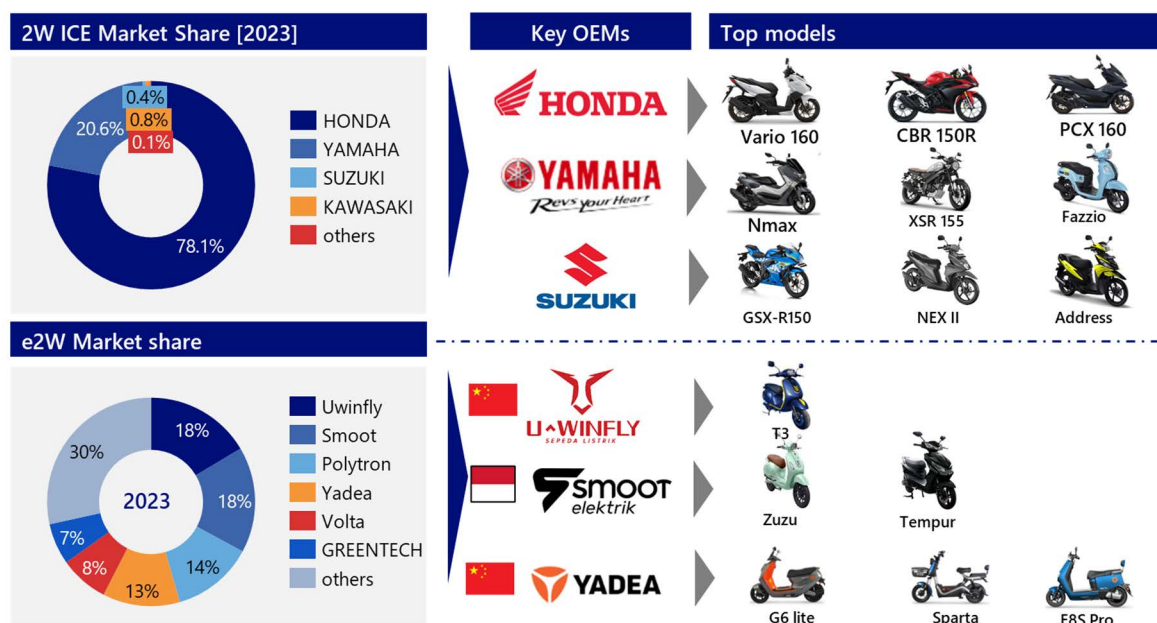 2W ICE Market Share [2023]
Key OEMs
Top models
0.4%
0.8%
0.1%
20.6%
78.1%
HONDA
YAMAHA
SUZUKI
KAWASAKI
others
HONDA
Vario 160
CBR 150R
PCX 160
YAMAHA
Revs Your Heart
Nmax
XSR 155
Fazzio
SUZUKI
GSX-R150
NEX II
Address
e2W Market share
18%
18%
14%
13%
8%
7%
30%
2023
Uwinfly
Smoot
Polytron
Yadea
Volta
GREENTECH
others
U-WINFLY
SEPEDA LISTRIK
T3
smoot
elektrik
Zuzu
Tempur
YADEA
G6 lite
Sparta
E8S Pro